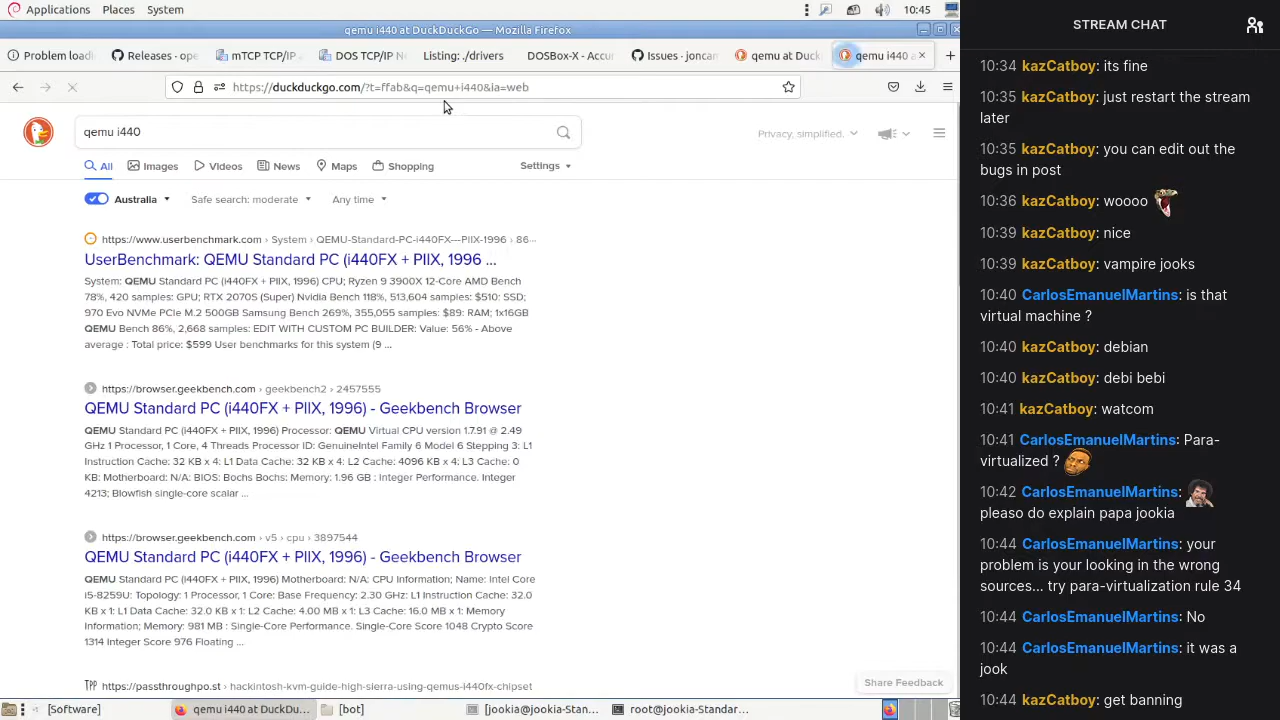 Applications Places System
10:45
qemu i440 at DuckDuckGo — Mozilla Firefox
Problem loadi
Releases · ope
mTCP - TCP/IP
DOS TCP/IP N
Listing: ./drivers
DOSBox-X - Accur
Issues · joncam
qemu at Duck
qemu i440 at
https://duckduckgo.com/?t=ffab&q=qemu+i440&ia=web
qemu i440
Privacy, simplified.
All Images Videos News Maps Shopping Settings
Australia Safe search: moderate Any time
https://www.userbenchmark.com › System › QEMU-Standard-PC-i440FX---PIIX-1996 › 86...
UserBenchmark: QEMU Standard PC (i440FX + PIIX, 1996 ...
System: QEMU Standard PC (i440FX + PIIX, 1996) CPU; Ryzen 9 3900X 12-Core AMD Bench
78%, 420 samples: GPU; RTX 2070S (Super) Nvidia Bench 118%, 513,604 samples: $510: SSD;
970 Evo NVMe PCIe M.2 500GB Samsung Bench 269%, 355,055 samples: $89: RAM; 1x16GB
QEMU Bench 86%, 2,668 samples: EDIT WITH CUSTOM PC BUILDER: Value: 56% - Above
average : Total price: $599 User benchmarks for this system (9 ...
https://browser.geekbench.com › geekbench2 › 2457555
QEMU Standard PC (i440FX + PIIX, 1996) - Geekbench Browser
QEMU Standard PC (i440FX + PIIX, 1996) Processor: QEMU Virtual CPU version 1.7.91 @ 2.49
GHz 1 Processor, 1 Core, 4 Threads Processor ID: GenuineIntel Family 6 Model 6 Stepping 3: L1
Instruction Cache: 32 KB x 4: L1 Data Cache: 32 KB x 4: L2 Cache: 4096 KB x 4; L3 Cache: 0
KB: Motherboard: N/A: BIOS: Bochs Bochs: Memory: 1.96 GB : Integer Performance. Integer
4213; Blowfish single-core scalar ...
https://browser.geekbench.com › v5 › cpu › 3897544
QEMU Standard PC (i440FX + PIIX, 1996) - Geekbench Browser
QEMU Standard PC (i440FX + PIIX, 1996) Motherboard: N/A: CPU Information; Name: Intel Core
i5-8259U: Topology: 1 Processor, 1 Core: Base Frequency: 2.30 GHz: L1 Instruction Cache: 32.0
KB x 1: L1 Data Cache: 32.0 KB x 1: L2 Cache: 4.00 MB x 1: L3 Cache: 16.0 MB x 1: Memory
Information; Memory: 981 MB : Single-Core Performance. Single-Core Score 1048 Crypto Score
1314 Integer Score 976 Floating ...
https://passthroughpo.st › hackintosh-kvm-guide-high-sierra-using-qemus-i440fx-chipset
Share Feedback
[Software]
qemu i440 at DuckDu...
[jookia@jookia-Stan...
root@jookia-Standar...
STREAM CHAT
10:34 kazCatboy: its fine
10:35 kazCatboy: just restart the stream
later
10:35 kazCatboy: you can edit out the
bugs in post
10:36 kazCatboy: woooo
10:39 kazCatboy: nice
10:39 kazCatboy: vampire jooks
10:40 CarlosEmanuelMartins: is that
virtual machine ?
10:40 kazCatboy: debian
10:40 kazCatboy: debi bebi
10:41 kazCatboy: watcom
10:41 CarlosEmanuelMartins: Para-
virtualized ?
10:42 CarlosEmanuelMartins:
pleaso do explain papa jookia
10:44 CarlosEmanuelMartins: your
problem is your looking in the wrong
sources... try para-virtualization rule 34
10:44 CarlosEmanuelMartins: No
10:44 CarlosEmanuelMartins: it was a
jook
10:44 kazCatboy: get banning